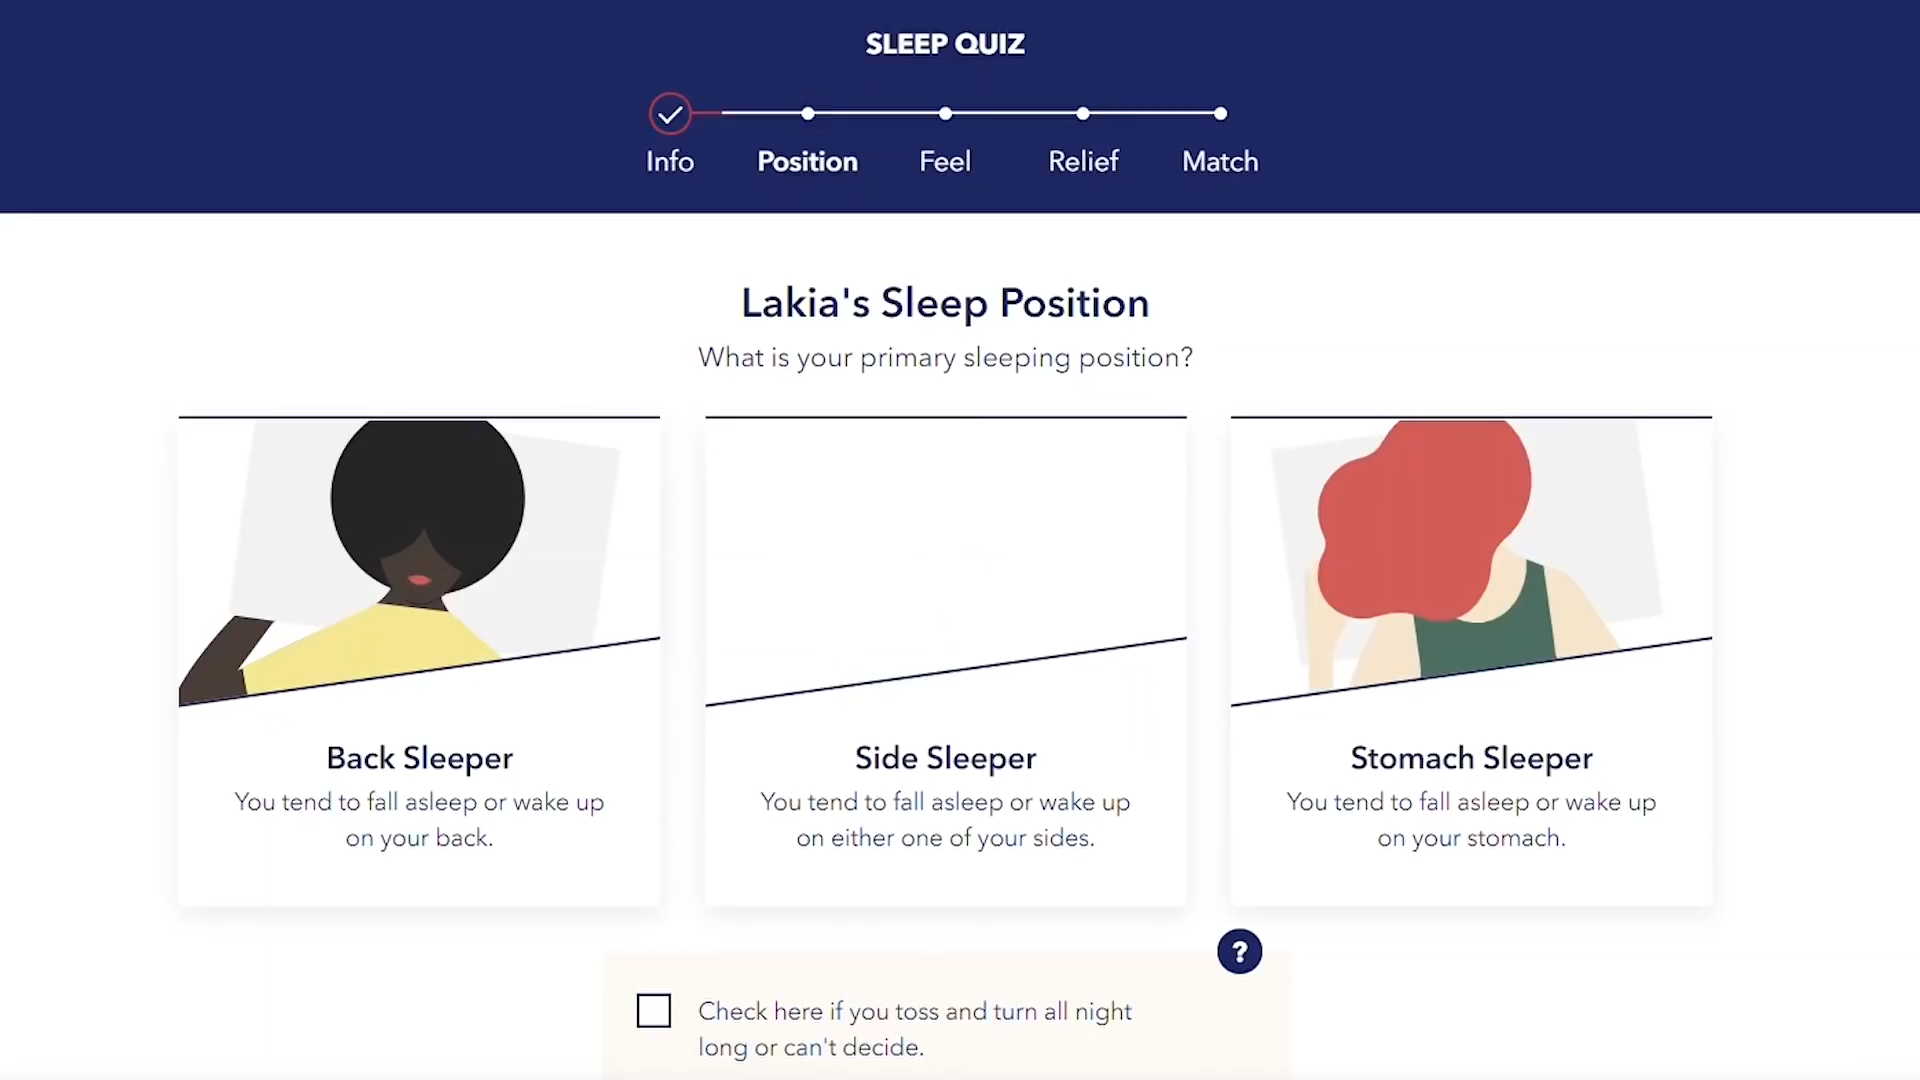 SLEEP QUIZ
Info
Position
Feel
Relief
Match
Lakia's Sleep Position
What is your primary sleeping position?
Back Sleeper
You tend to fall asleep or wake up
on your back.
Side Sleeper
You tend to fall asleep or wake up
on either one of your sides.
Stomach Sleeper
You tend to fall asleep or wake up
on your stomach.
?
Check here if you toss and turn all night
long or can't decide.